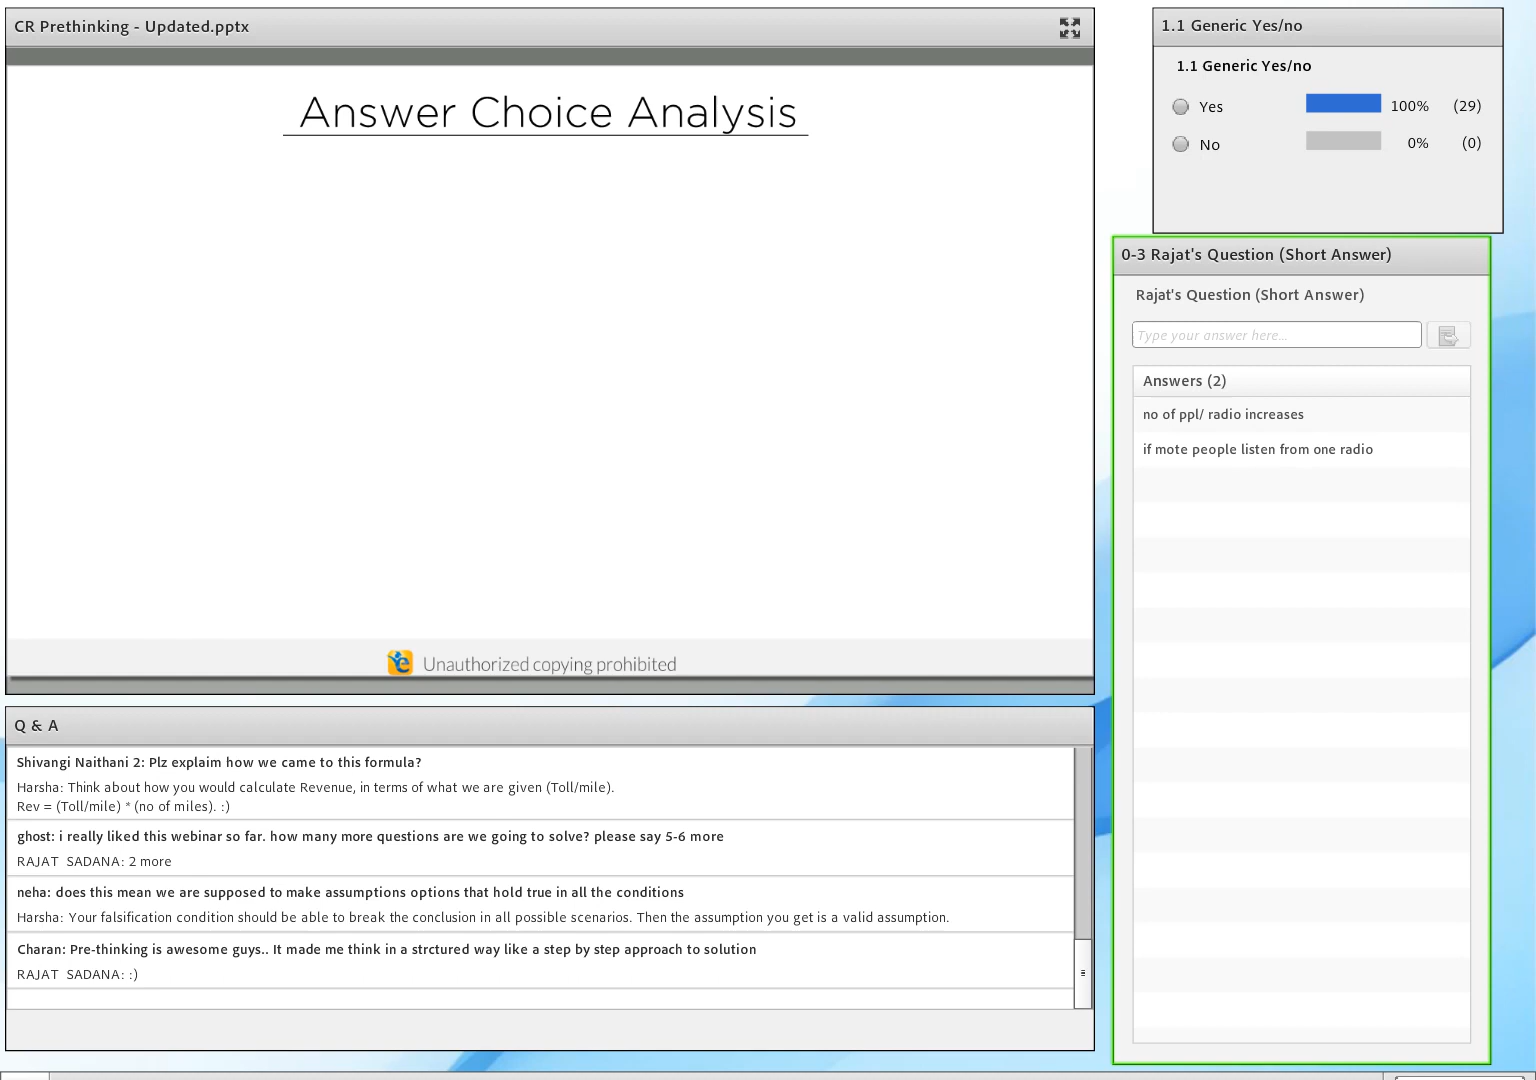 CR Prethinking - Updated.pptx
Answer Choice Analysis
Unauthorized copying prohibited
Q & A
Shivangi Naithani 2: Plz explaim how we came to this formula?
Harsha: Think about how you would calculate Revenue, in terms of what we are given (Toll/mile).
Rev = (Toll/mile) * (no of miles). :)
ghost: i really liked this webinar so far. how many more questions are we going to solve? please say 5-6 more
RAJAT SADANA: 2 more
neha: does this mean we are supposed to make assumptions options that hold true in all the conditions
Harsha: Your falsification condition should be able to break the conclusion in all possible scenarios. Then the assumption you get is a valid assumption.
Charan: Pre-thinking is awesome guys.. It made me think in a strctured way like a step by step approach to solution
RAJAT SADANA: :)
1.1 Generic Yes/no
1.1 Generic Yes/no
Yes 100% (29)
No 0% (0)
0-3 Rajat's Question (Short Answer)
Rajat's Question (Short Answer)
Type your answer here...
Answers (2)
no of ppl/ radio increases
if mote people listen from one radio